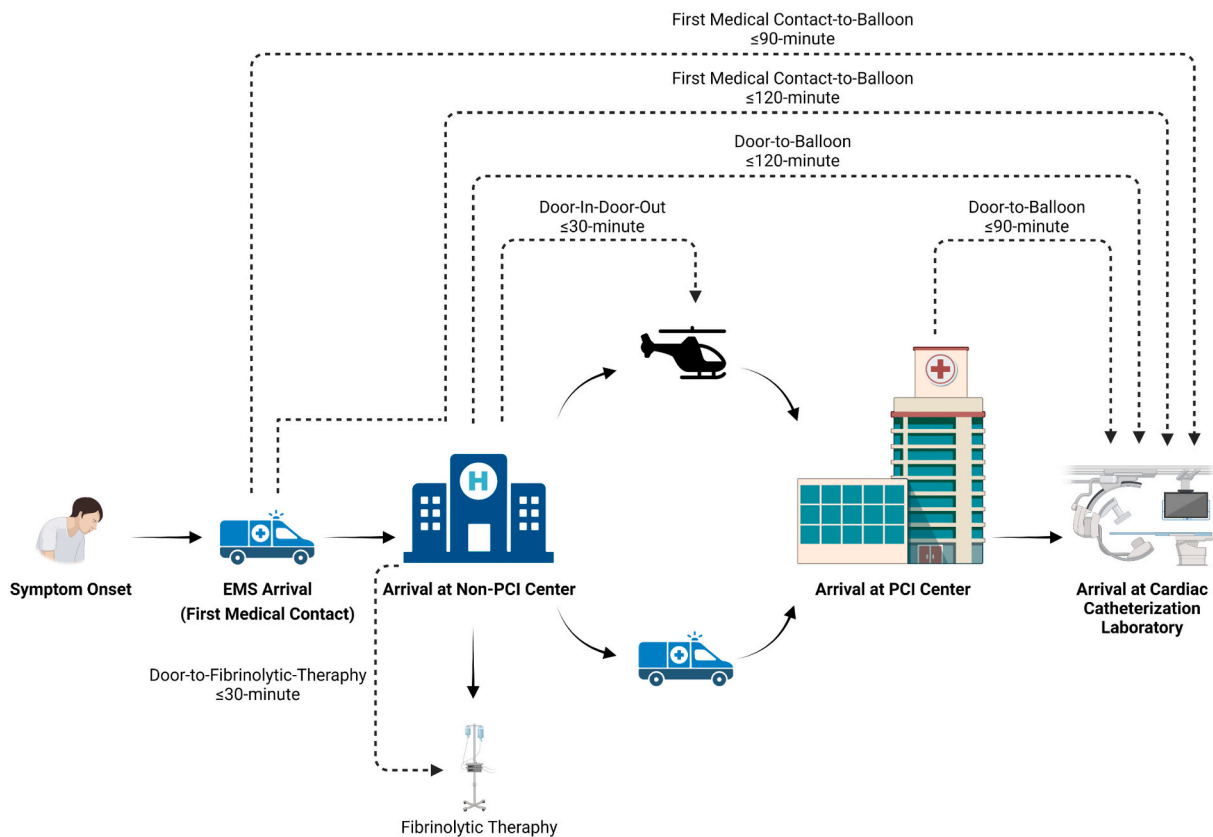 First Medical Contact-to-Balloon
≤90-minute
First Medical Contact-to-Balloon
≤120-minute
Door-to-Balloon
≤120-minute
Door-In-Door-Out
≤30-minute
Door-to-Balloon
≤90-minute
H
Symptom Onset
EMS Arrival
(First Medical Contact)
Arrival at Non-PCI Center
Arrival at PCI Center
Arrival at Cardiac
Catheterization
Laboratory
Door-to-Fibrinolytic-Theraphy
≤30-minute
Fibrinolytic Theraphy